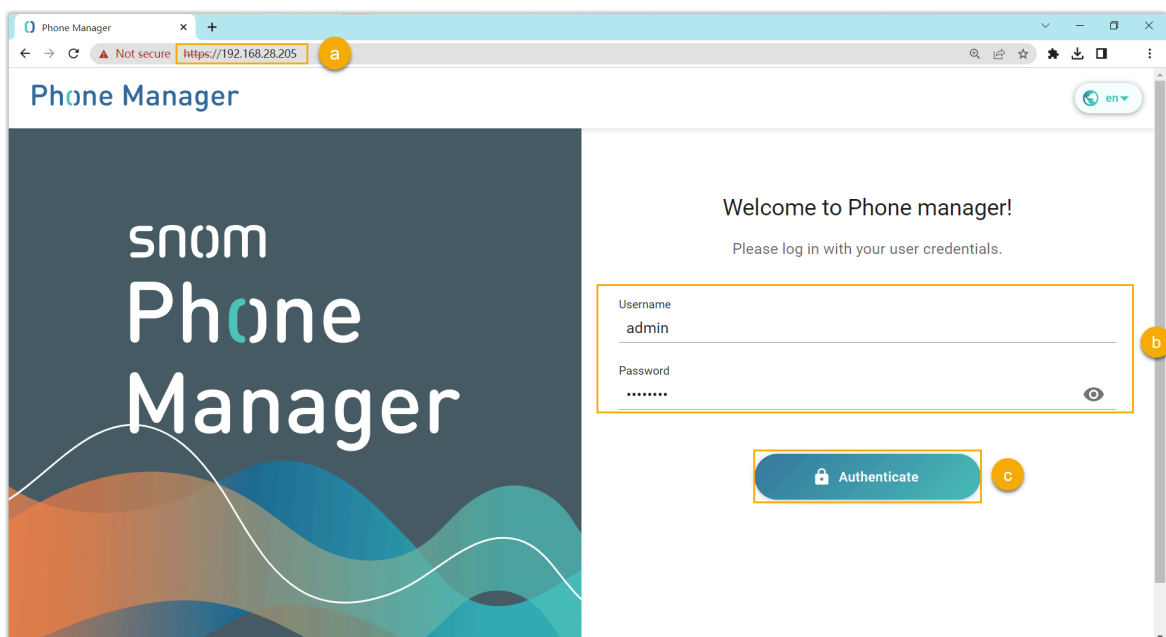 Phone Manager
Not secure https://192.168.28.205
a
Phone Manager
en
snom
Phone
Manager
Welcome to Phone manager!
Please log in with your user credentials.
Username
admin
b
Password
••••••••
Authenticate
c